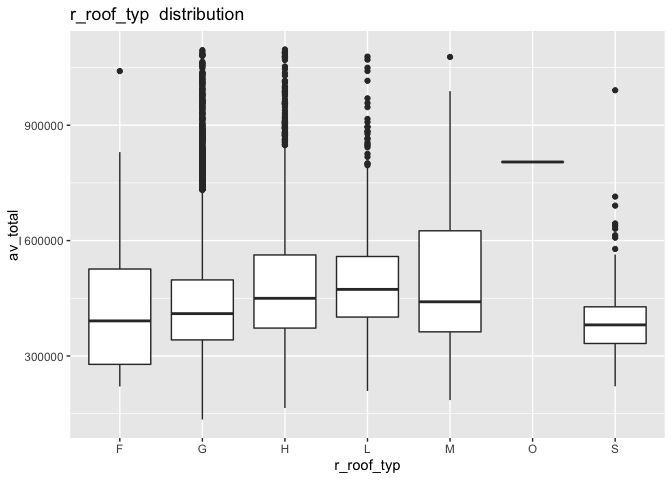 r_roof_typ distribution
900000
600000
300000
av_total
F G H L M O S
r_roof_typ